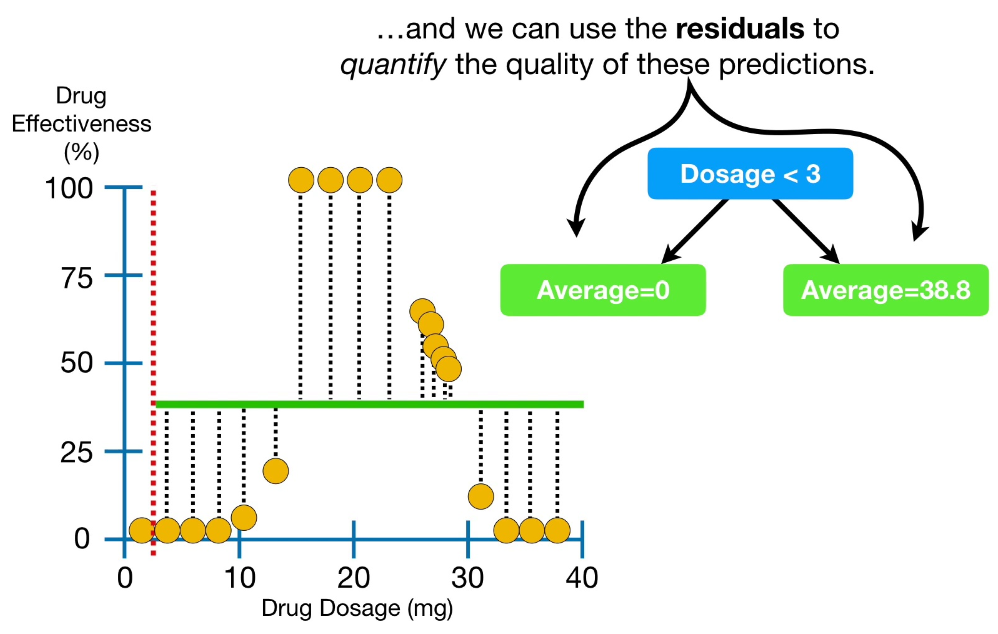 …and we can use the residuals to
quantify the quality of these predictions.
Drug
Effectiveness
(%)
Dosage < 3
Average=0
Average=38.8
100
75
50
25
0
0 10 20 30 40
Drug Dosage (mg)